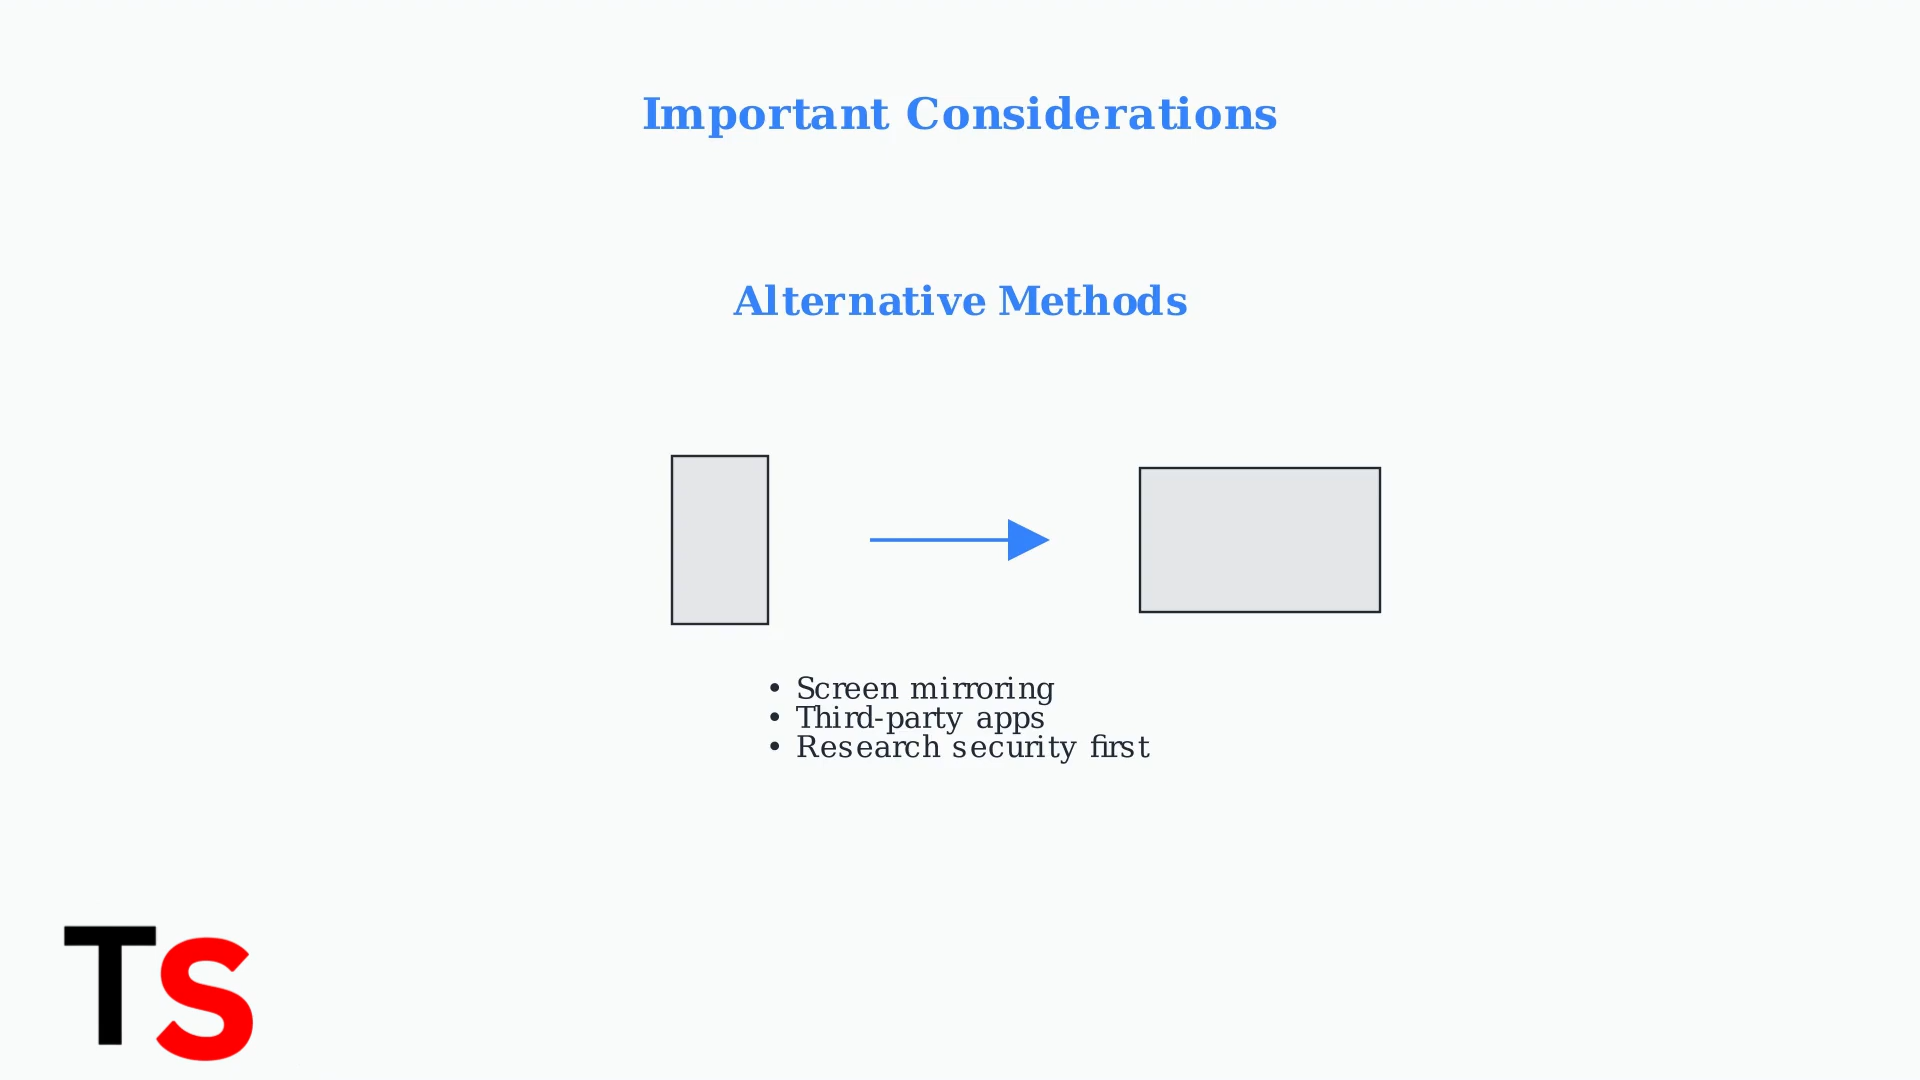 Important Considerations
Alternative Methods
• Screen mirroring
• Third-party apps
• Research security first
TS